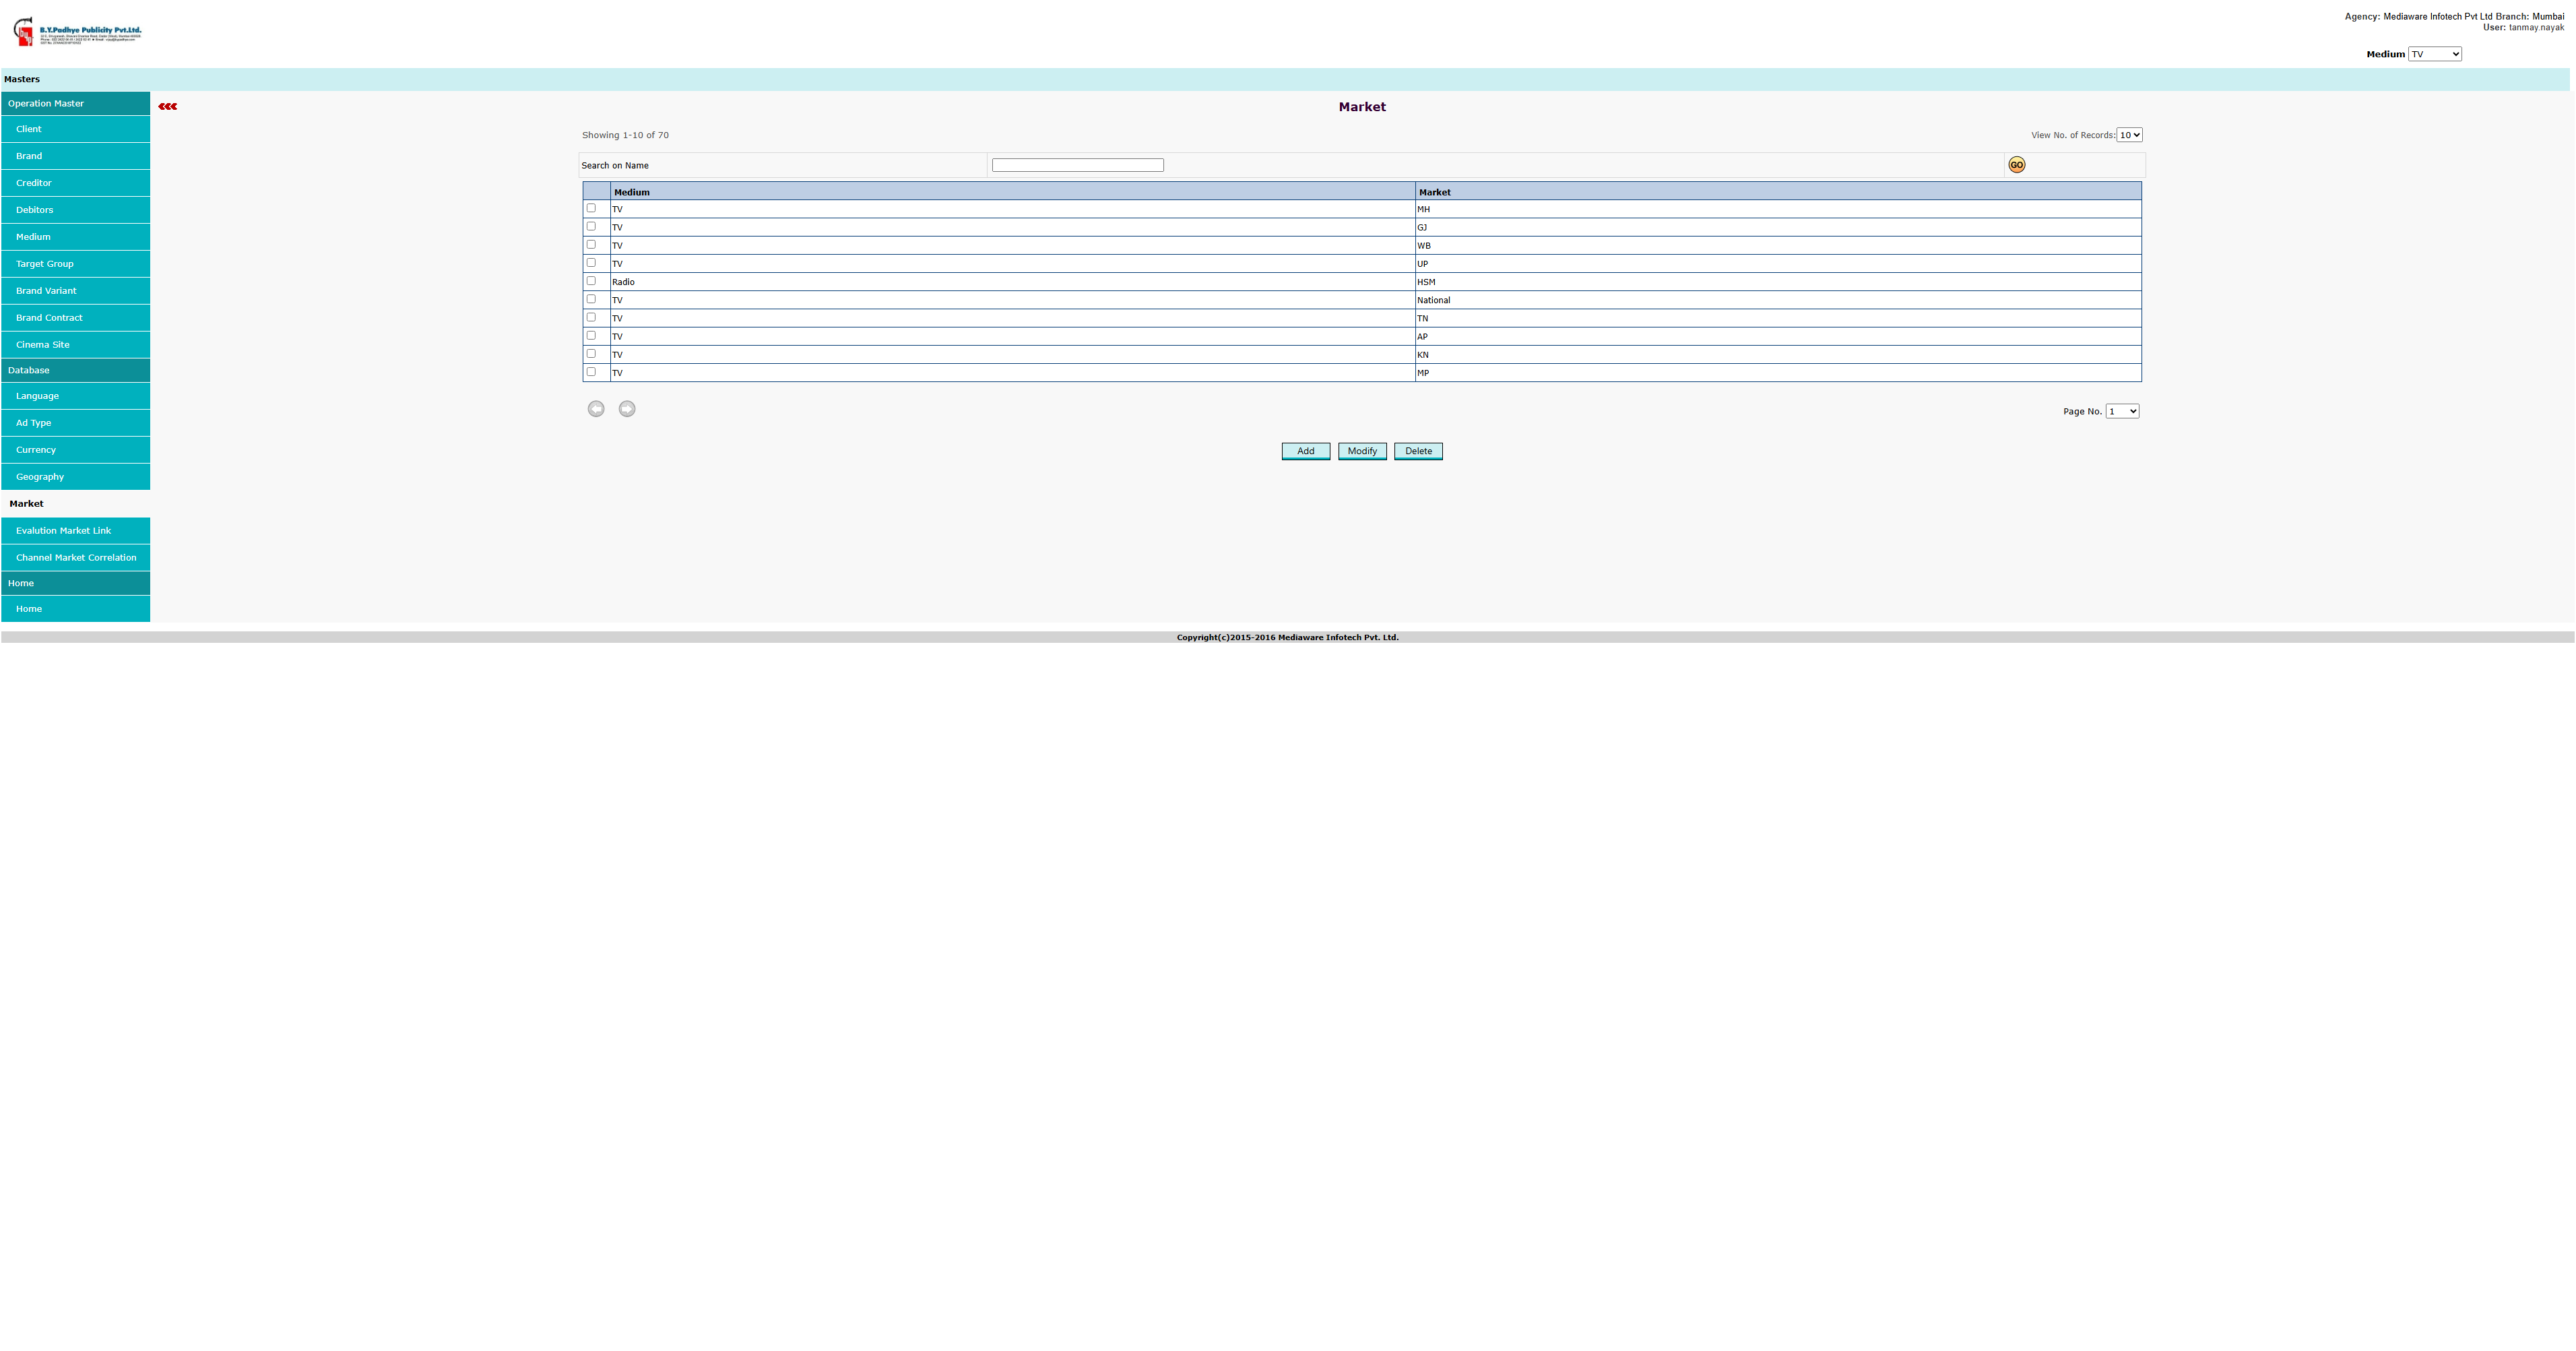 B.Y.Padhye Publicity Pvt.Ltd.
Agency: Mediaware Infotech Pvt Ltd Branch: Mumbai
User: tanmay.nayak
Medium TV
Masters
Operation Master
Client
Brand
Creditor
Debitors
Medium
Target Group
Brand Variant
Brand Contract
Cinema Site
Database
Language
Ad Type
Currency
Geography
Market
Evalution Market Link
Channel Market Correlation
Home
Home
Market
Showing 1-10 of 70 View No. of Records: 10
Search on Name GO
Medium Market
TV MH
TV GJ
TV WB
TV UP
Radio HSM
TV National
TV TN
TV AP
TV KN
TV MP
Page No. 1
Add Modify Delete
Copyright(c)2015-2016 Mediaware Infotech Pvt. Ltd.